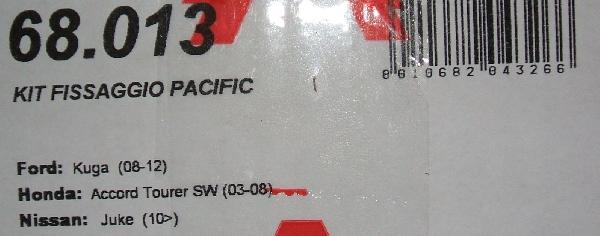 68.013
8 010682 043266
KIT FISSAGGIO PACIFIC
Ford: Kuga (08-12)
Honda: Accord Tourer SW (03-08)
Nissan: Juke (10>)